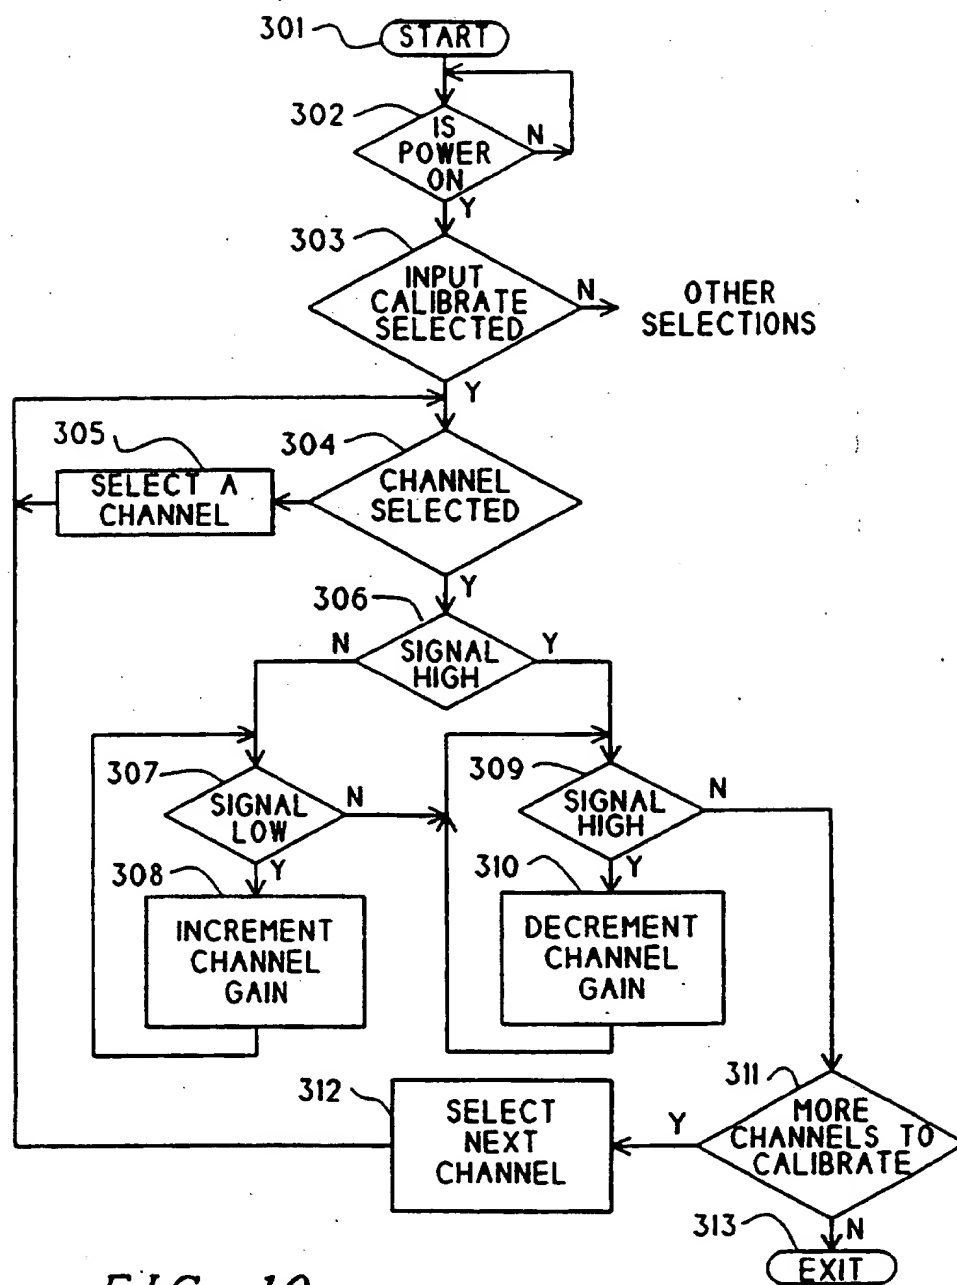 301
START
302
IS
POWER
ON
N
Y
303
INPUT
CALIBRATE
SELECTED
N
OTHER
SELECTIONS
Y
305
SELECT A
CHANNEL
304
CHANNEL
SELECTED
Y
306
N
SIGNAL
HIGH
Y
307
SIGNAL
LOW
N
Y
309
SIGNAL
HIGH
N
Y
308
INCREMENT
CHANNEL
GAIN
310
DECREMENT
CHANNEL
GAIN
312
SELECT
NEXT
CHANNEL
Y
311
MORE
CHANNELS TO
CALIBRATE
N
313
EXIT
FIG. 10